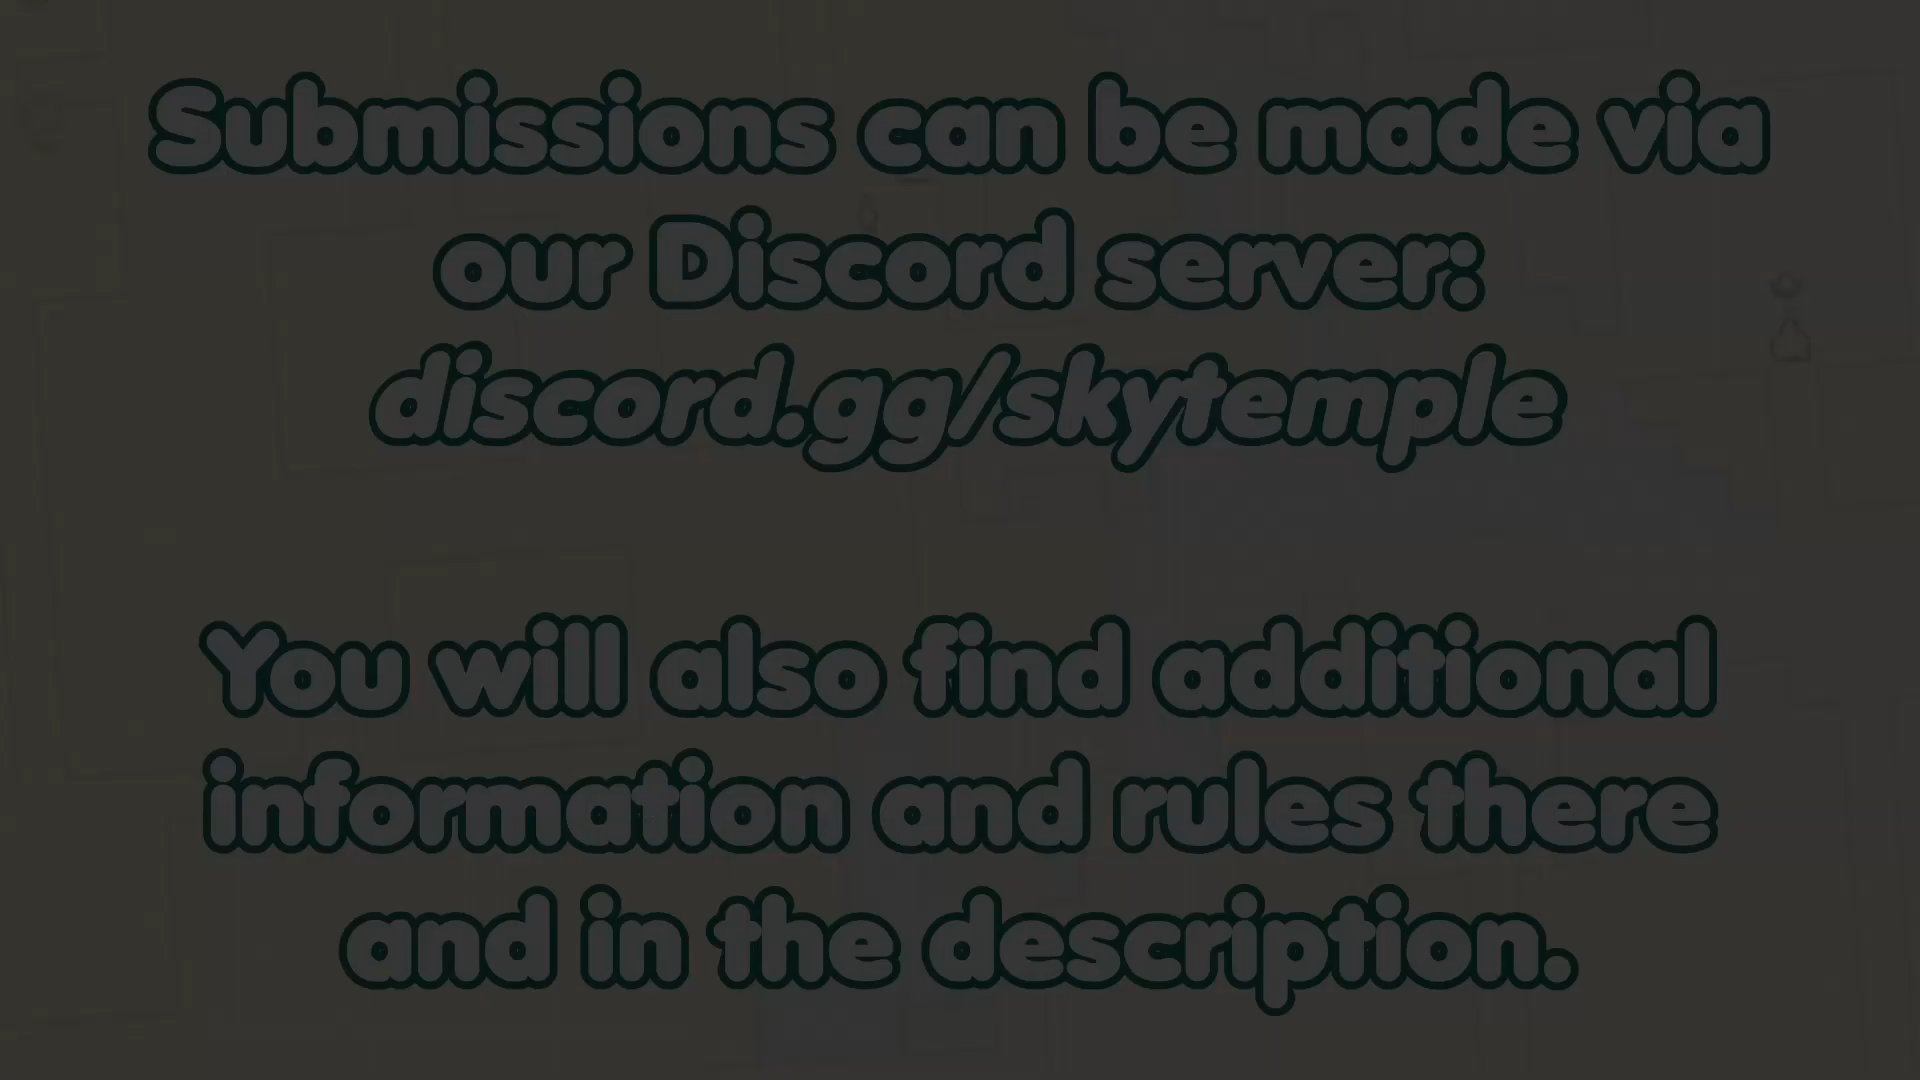 Submissions can be made via
our Discord server:
discord.gg/skytemple
You will also find additional
information and rules there
and in the description.